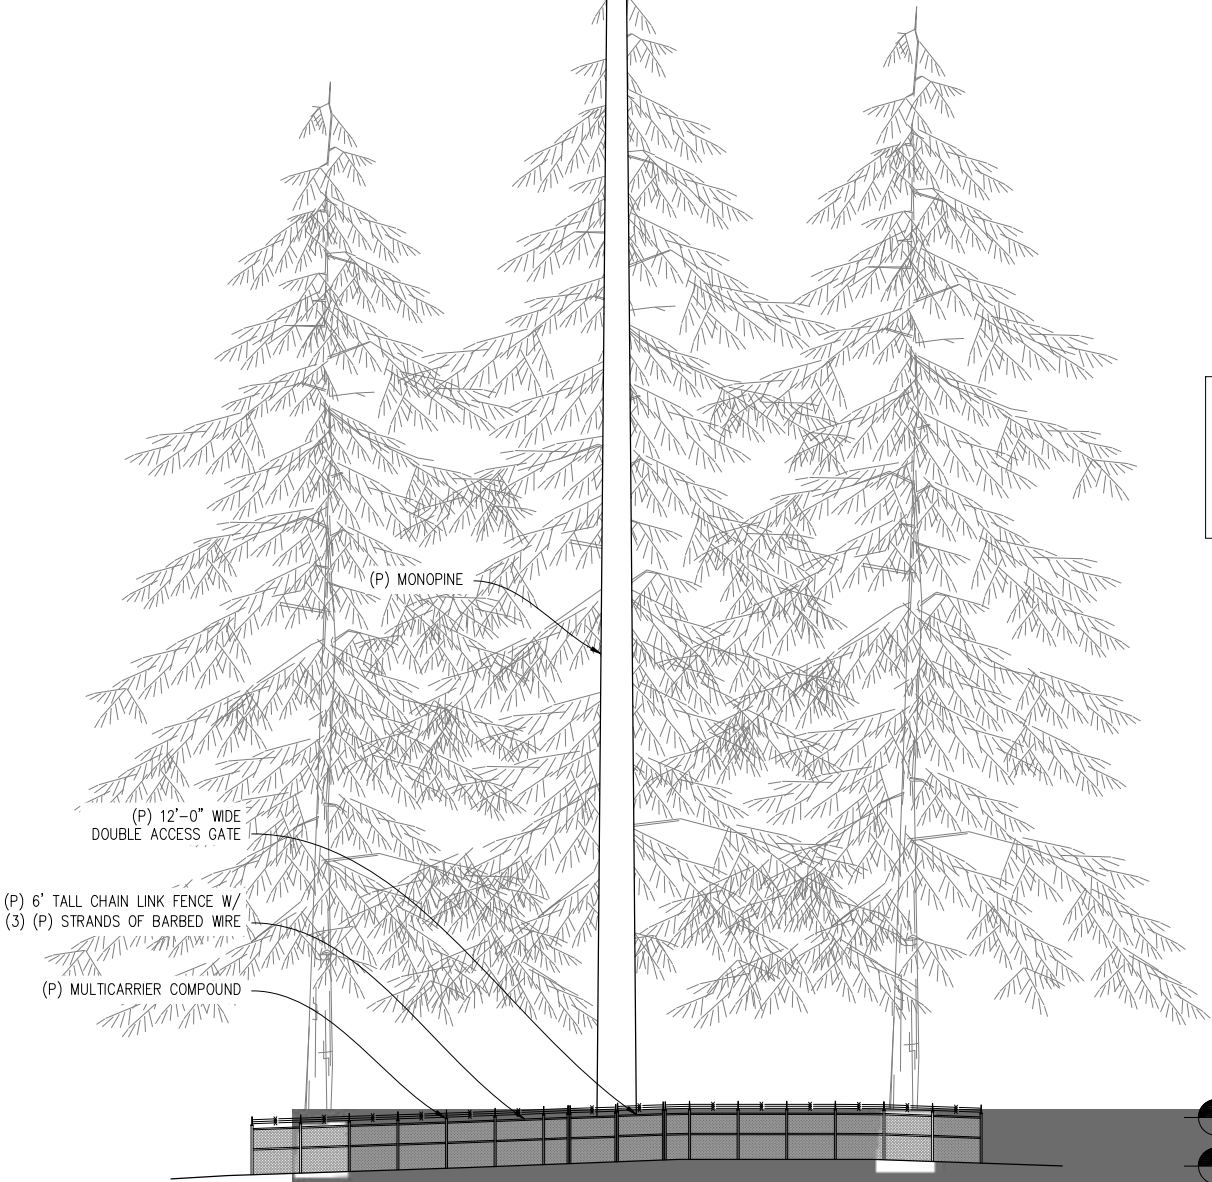 (P) MONOPINE
(P) 12'-0" WIDE
DOUBLE ACCESS GATE
(P) 6' TALL CHAIN LINK FENCE W/
(3) (P) STRANDS OF BARBED WIRE
(P) MULTICARRIER COMPOUND